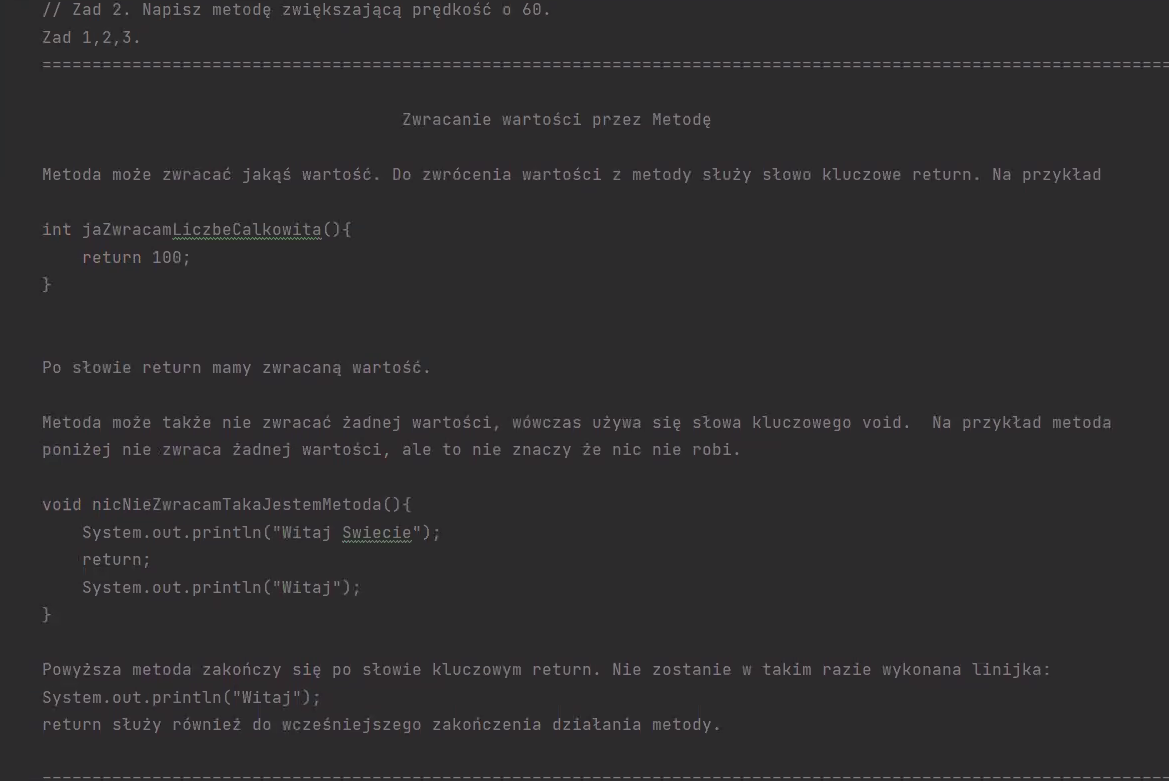 // Zad 2. Napisz metodę zwiększającą prędkość o 60.
Zad 1,2,3.
=================================================================================================================
Zwracanie wartości przez Metodę
Metoda może zwracać jakąś wartość. Do zwrócenia wartości z metody służy słowo kluczowe return. Na przykład
int jaZwracamLiczbeCalkowita(){
    return 100;
}
Po słowie return mamy zwracaną wartość.
Metoda może także nie zwracać żadnej wartości, wówczas używa się słowa kluczowego void.  Na przykład metoda
poniżej nie zwraca żadnej wartości, ale to nie znaczy że nic nie robi.
void nicNieZwracamTakaJestemMetoda(){
    System.out.println("Witaj Swiecie");
    return;
    System.out.println("Witaj");
}
Powyższa metoda zakończy się po słowie kluczowym return. Nie zostanie w takim razie wykonana linijka:
System.out.println("Witaj");
return służy również do wcześniejszego zakończenia działania metody.
=================================================================================================================